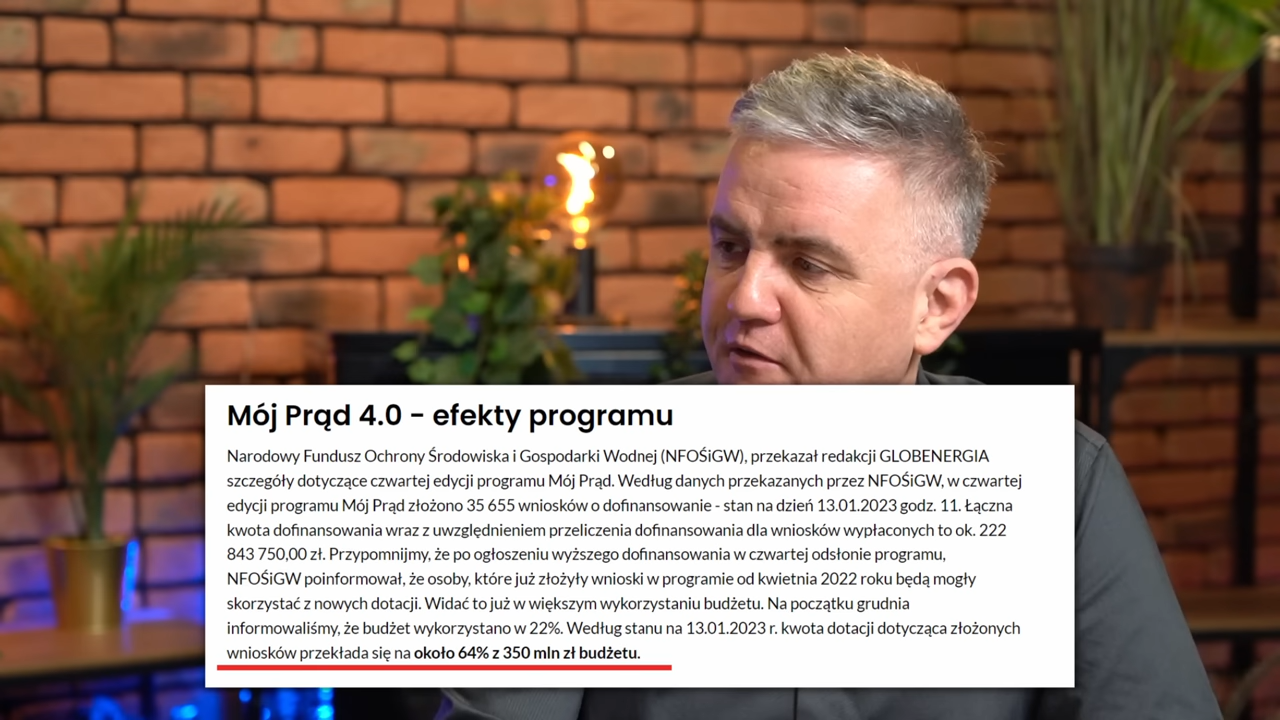 Mój Prąd 4.0 - efekty programu
Narodowy Fundusz Ochrony Środowiska i Gospodarki Wodnej (NFOŚiGW), przekazał redakcji GLOBENERGIA
szczegóły dotyczące czwartej edycji programu Mój Prąd. Według danych przekazanych przez NFOŚiGW, w czwartej
edycji programu Mój Prąd złożono 35 655 wniosków o dofinansowanie - stan na dzień 13.01.2023 godz. 11. Łączna
kwota dofinansowania wraz z uwzględnieniem przeliczenia dofinansowania dla wniosków wypłaconych to ok. 222
843 750,00 zł. Przypomnijmy, że po ogłoszeniu wyższego dofinansowania w czwartej odsłonie programu,
NFOŚiGW poinformował, że osoby, które już złożyły wnioski w programie od kwietnia 2022 roku będą mogły
skorzystać z nowych dotacji. Widać to już w większym wykorzystaniu budżetu. Na początku grudnia
informowaliśmy, że budżet wykorzystano w 22%. Według stanu na 13.01.2023 r. kwota dotacji dotycząca złożonych
wniosków przekłada się na około 64% z 350 mln zł budżetu.